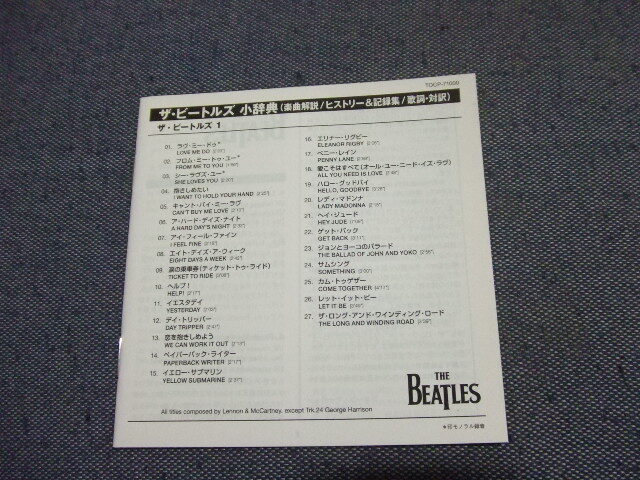 TOCP-71000
ザ・ビートルズ 小辞典(楽曲解説/ヒストリー&記録集/歌詞・対訳)
ザ・ビートルズ 1
01. ラヴ・ミー・ドゥ*
LOVE ME DO
02. フロム・ミー・トゥ・ユー*
FROM ME TO YOU
03. シー・ラヴズ・ユー*
SHE LOVES YOU
04. 抱きしめたい
I WANT TO HOLD YOUR HAND
05. キャント・バイ・ミー・ラヴ
CAN'T BUY ME LOVE
06. ア・ハード・デイズ・ナイト
A HARD DAY'S NIGHT
07. アイ・フィール・ファイン
I FEEL FINE
08. エイト・デイズ・ア・ウィーク
EIGHT DAYS A WEEK
09. 涙の乗車券(ティケット・トゥ・ライド)
TICKET TO RIDE
10. ヘルプ!
HELP!
11. イエスタデイ
YESTERDAY
12. デイ・トリッパー
DAY TRIPPER
13. 恋を抱きしめよう
WE CAN WORK IT OUT
14. ペイパーバック・ライター
PAPERBACK WRITER
15. イエロー・サブマリン
YELLOW SUBMARINE
16. エリナー・リグビー
ELEANOR RIGBY
17. ペニー・レイン
PENNY LANE
18. 愛こそはすべて(オール・ユー・ニード・イズ・ラヴ)
ALL YOU NEED IS LOVE
19. ハロー・グッドバイ
HELLO, GOODBYE
20. レディ・マドンナ
LADY MADONNA
21. ヘイ・ジュード
HEY JUDE
22. ゲット・バック
GET BACK
23. ジョンとヨーコのバラード
THE BALLAD OF JOHN AND YOKO
24. サムシング
SOMETHING
25. カム・トゥゲザー
COME TOGETHER
26. レット・イット・ビー
LET IT BE
27. ザ・ロング・アンド・ワインディング・ロード
THE LONG AND WINDING ROAD
THE
BEATLES
All titles composed by Lennon & McCartney, except Trk.24 George Harrison
*印モノラル録音